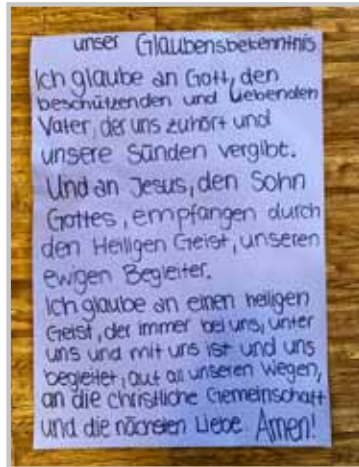 unser Glaubensbekenntnis
Ich glaube an Gott, den
beschützenden und liebenden
Vater, der uns zuhört und
unsere Sünden vergibt.
Und an Jesus, den Sohn
Gottes, empfangen durch
den Heiligen Geist, unseren
ewigen Begleiter.
Ich glaube an einen heiligen
Geist, der immer bei uns, unter
uns und mit uns ist und uns
begleitet, auf all unseren Wegen,
an die christliche Gemeinschaft
und die nächsten Liebe. Amen!